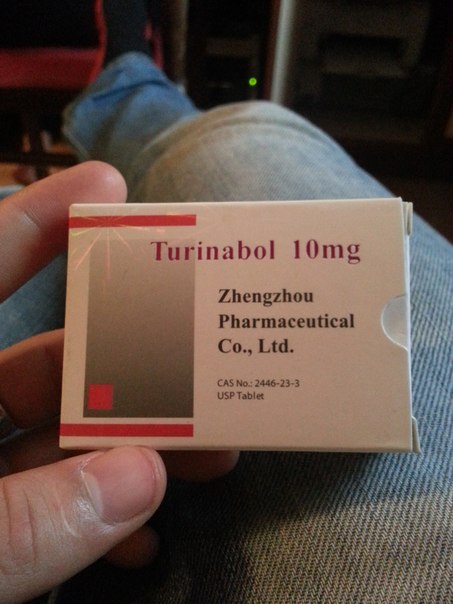 Turinabol 10mg
Zhengzhou
Pharmaceutical
Co., Ltd.
CAS No.: 2446-23-3
USP Tablet